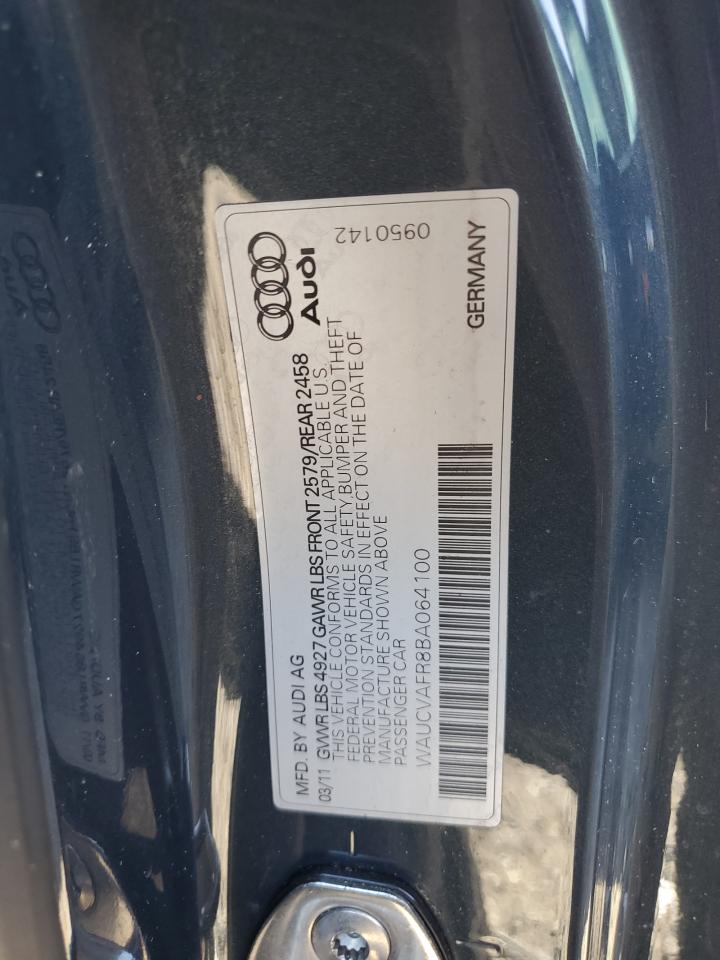 MFD. BY AUDI AG
03/11 GVWR LBS 4927 GAWR LBS FRONT 2579/REAR 2458
THIS VEHICLE CONFORMS TO ALL APPLICABLE U.S.
FEDERAL MOTOR VEHICLE SAFETY,BUMPER AND THEFT
PREVENTION STANDARDS IN EFFECT ON THE DATE OF
MANUFACTURE SHOWN ABOVE
PASSENGER CAR
WAUCVAFR8BA064100
Audi
0950142
GERMANY